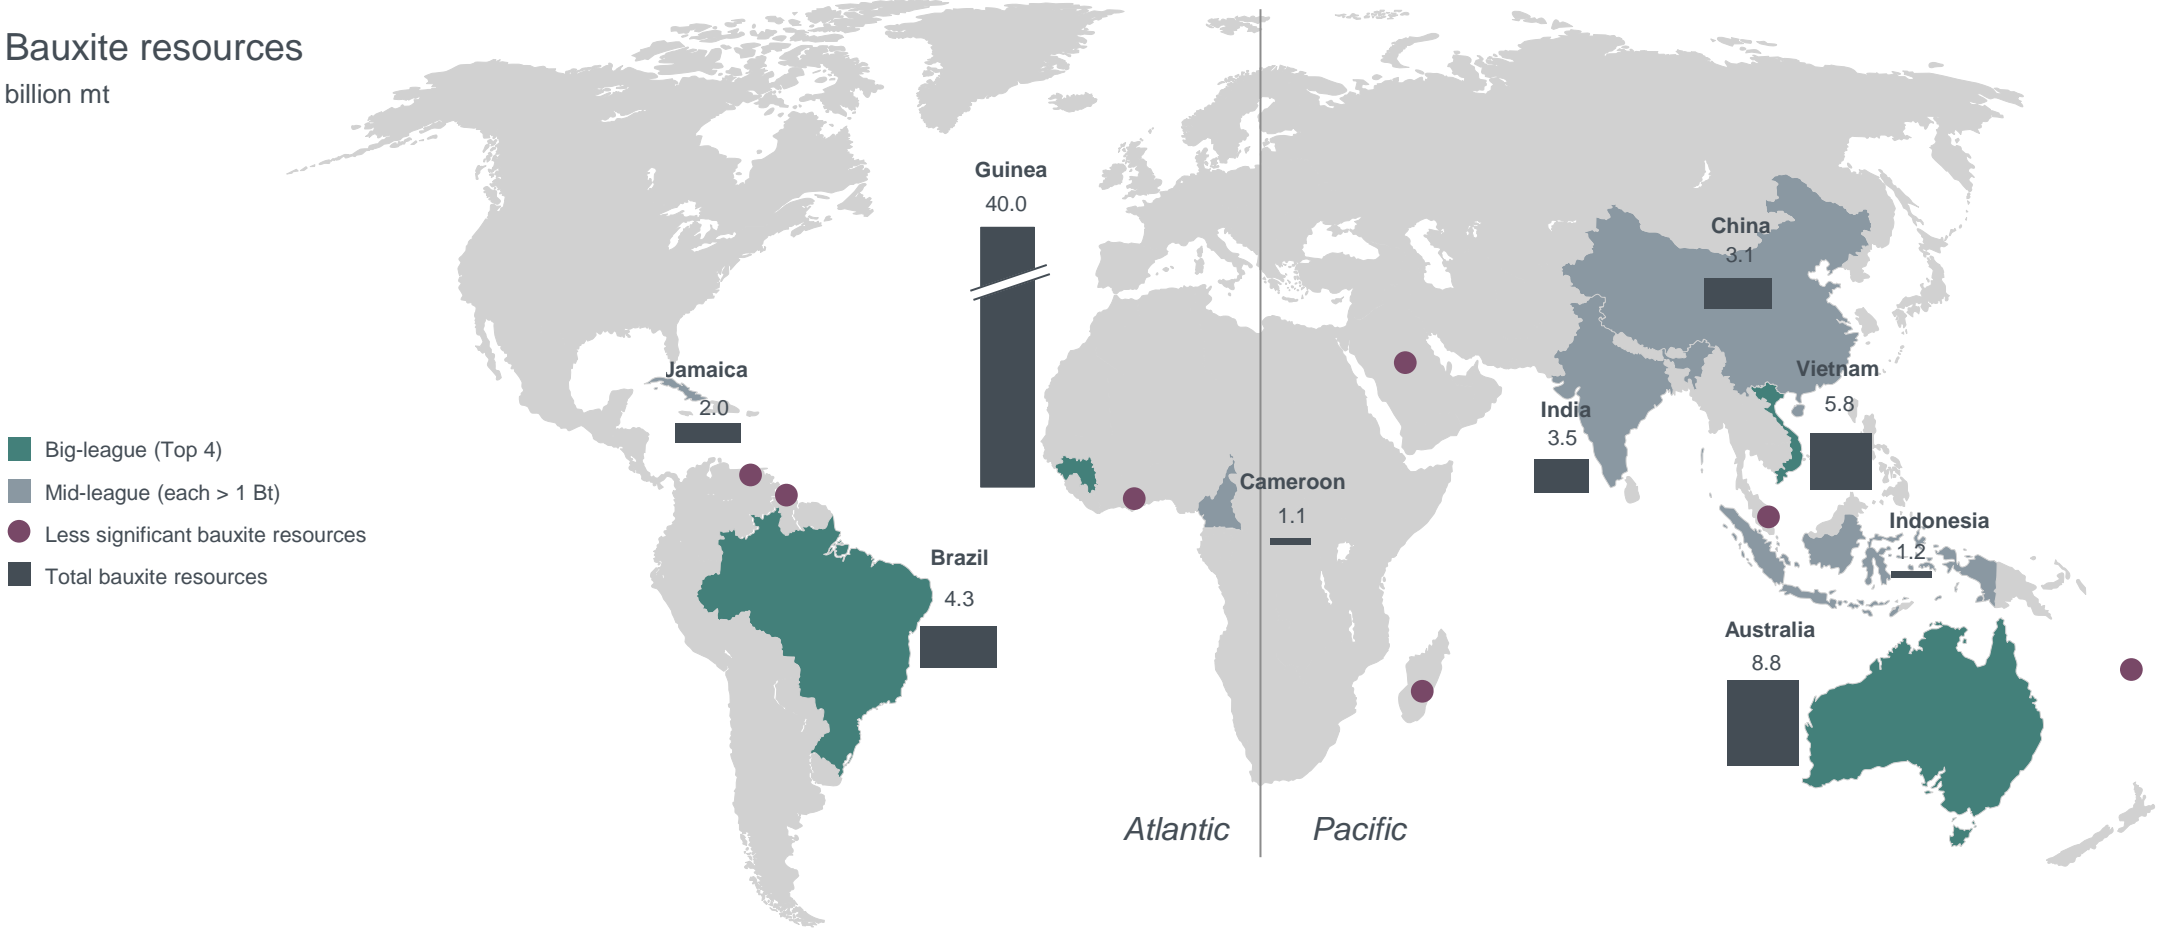 Bauxite resources
billion mt
Guinea
40.0
China
3.1
Jamaica
2.0
Vietnam
5.8
India
3.5
Big-league (Top 4)
Mid-league (each > 1 Bt)
Less significant bauxite resources
Total bauxite resources
Cameroon
1.1
Indonesia
1.2
Brazil
4.3
Australia
8.8
Atlantic
Pacific